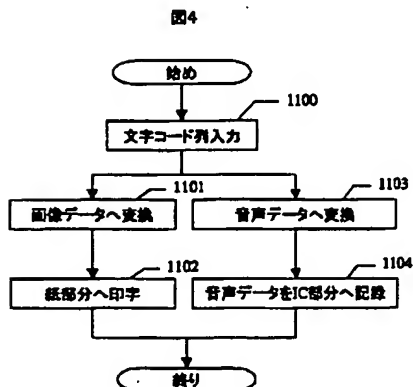 図4
始め
1100
文字コード列入力
1101
画像データへ変換
1103
音声データへ変換
1102
紙部分へ印字
1104
音声データをIC部分へ記録
終り